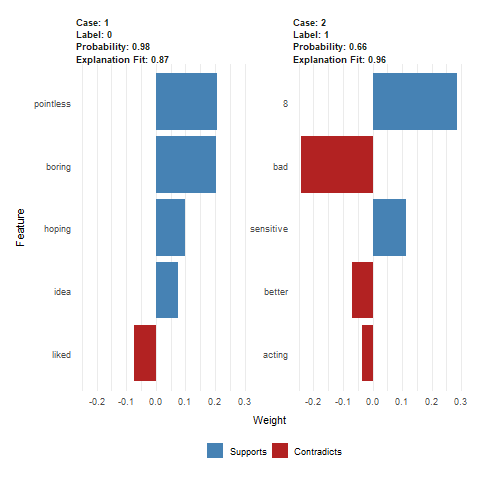 Case: 1
Label: 0
Probability: 0.98
Explanation Fit: 0.87
Case: 2
Label: 1
Probability: 0.66
Explanation Fit: 0.96
Feature
pointless
boring
hoping
idea
liked
8
bad
sensitive
better
acting
-0.2 -0.1 0.0 0.1 0.2 0.3
-0.2 -0.1 0.0 0.1 0.2 0.3
Weight
Supports Contradicts